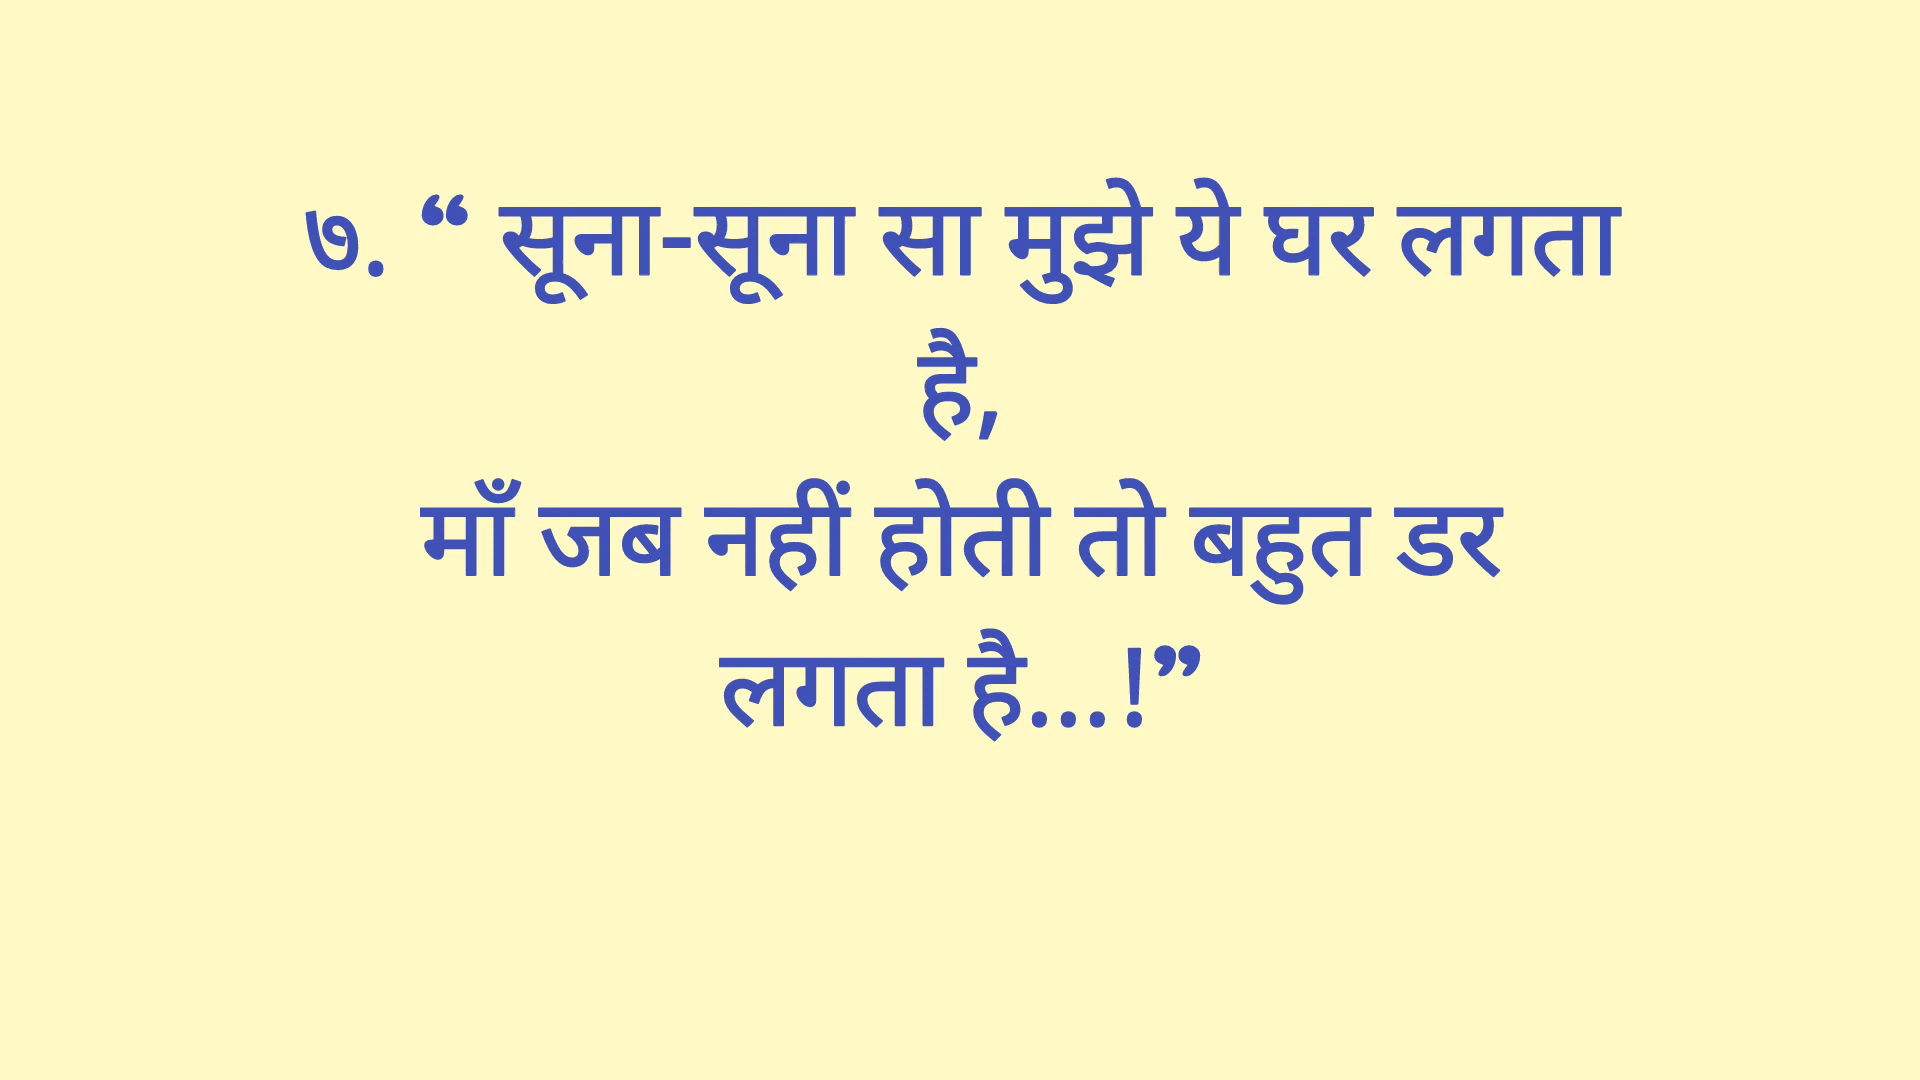 ७. “ सूना-सूना सा मुझे ये घर लगता
है,
माँ जब नहीं होती तो बहुत डर
लगता है…!”